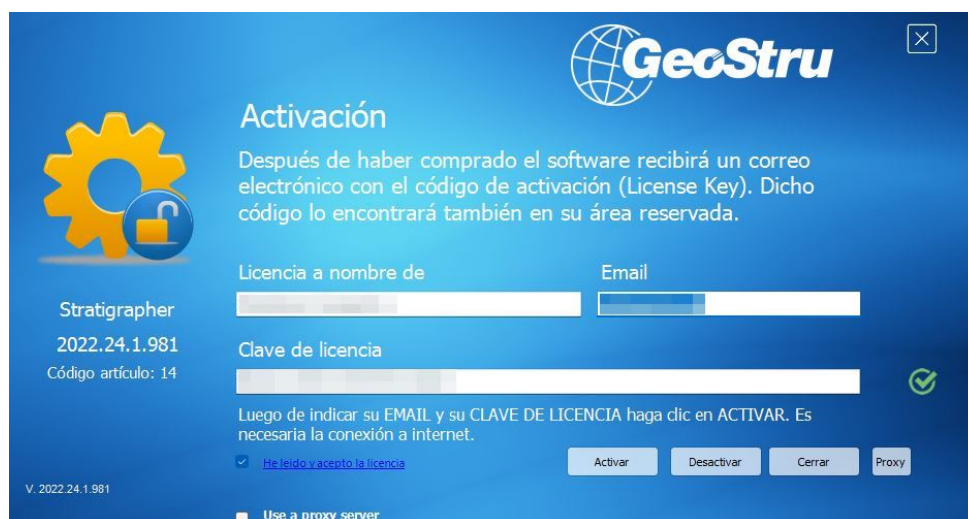 GeoStru
Activación
Después de haber comprado el software recibirá un correo
electrónico con el código de activación (License Key). Dicho
código lo encontrará también en su área reservada.
Licencia a nombre de
Email
Stratigrapher
2022.24.1.981
Código artículo: 14
Clave de licencia
Luego de indicar su EMAIL y su CLAVE DE LICENCIA haga clic en ACTIVAR. Es
necesaria la conexión a internet.
He leido y acepto la licencia
Activar
Desactivar
Cerrar
Proxy
V. 2022.24.1.981
Use a proxy server